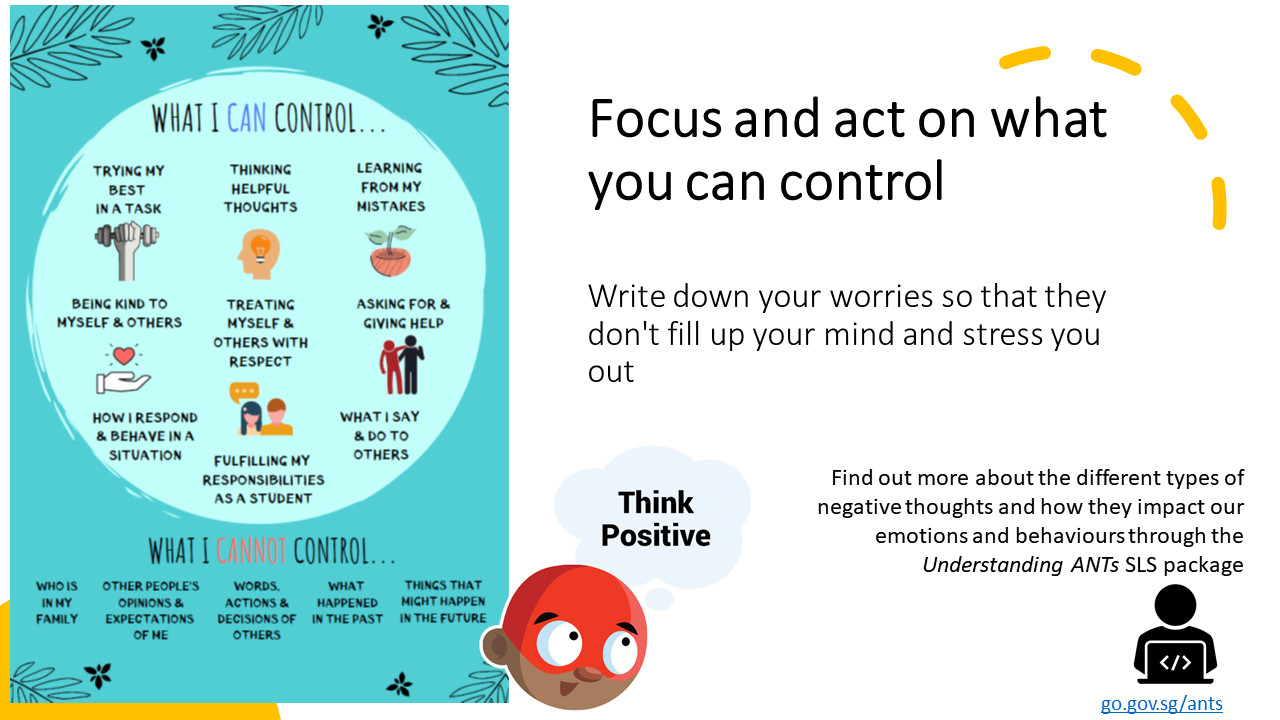 WHAT I CAN CONTROL...
TRYING MY
BEST
IN A TASK
THINKING
HELPFUL
THOUGHTS
LEARNING
FROM MY
MISTAKES
BEING KIND TO
MYSELF & OTHERS
TREATING
MYSELF &
OTHERS WITH
RESPECT
ASKING FOR &
GIVING HELP
HOW I RESPOND
& BEHAVE IN A
SITUATION
FULFILLING MY
RESPONSIBILITIES
AS A STUDENT
WHAT I SAY
& DO TO
OTHERS
WHAT I CANNOT CONTROL...
WHO IS
IN MY
FAMILY
OTHER PEOPLE'S
OPINIONS &
EXPECTATIONS
OF ME
WORDS,
ACTIONS &
DECISIONS OF
OTHERS
WHAT
HAPPENED
IN THE PAST
THINGS THAT
MIGHT HAPPEN
IN THE FUTURE
Focus and act on what
you can control
Write down your worries so that they
don't fill up your mind and stress you
out
Think
Positive
Find out more about the different types of
negative thoughts and how they impact our
emotions and behaviours through the
Understanding ANTs SLS package
</>
go.gov.sg/ants